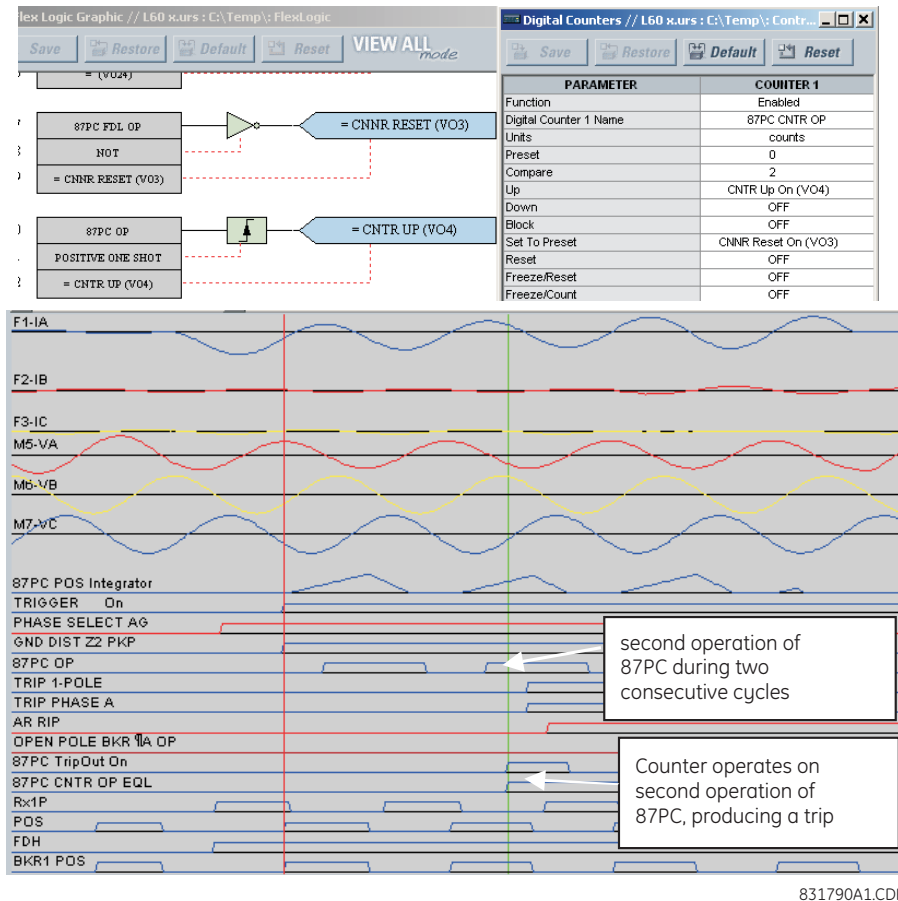 lex Logic Graphic // L60 x.urs : C:\Temp\: FlexLogic
Save Restore Default Reset VIEW ALL mode
= (VO24)
87PC FDL OP
= CNNR RESET (VO3)
NOT
= CNNR RESET (VO3)
87PC OP
= CNTR UP (VO4)
POSITIVE ONE SHOT
= CNTR UP (VO4)
Digital Counters // L60 x.urs : C:\Temp\: Contr...
Save Restore Default Reset
PARAMETER COUNTER 1
Function Enabled
Digital Counter 1 Name 87PC CNTR OP
Units counts
Preset 0
Compare 2
Up CNTR Up On (VO4)
Down OFF
Block OFF
Set To Preset CNNR Reset On (VO3)
Reset OFF
Freeze/Reset OFF
Freeze/Count OFF
F1-IA
F2-IB
F3-IC
M5-VA
M6-VB
M7-VC
87PC POS Integrator
TRIGGER On
PHASE SELECT AG
GND DIST Z2 PKP
87PC OP
TRIP 1-POLE
TRIP PHASE A
AR RIP
OPEN POLE BKR ¶A OP
87PC TripOut On
87PC CNTR OP EQL
Rx1P
POS
FDH
BKR1 POS
second operation of
87PC during two
consecutive cycles
Counter operates on
second operation of
87PC, producing a trip
831790A1.CD